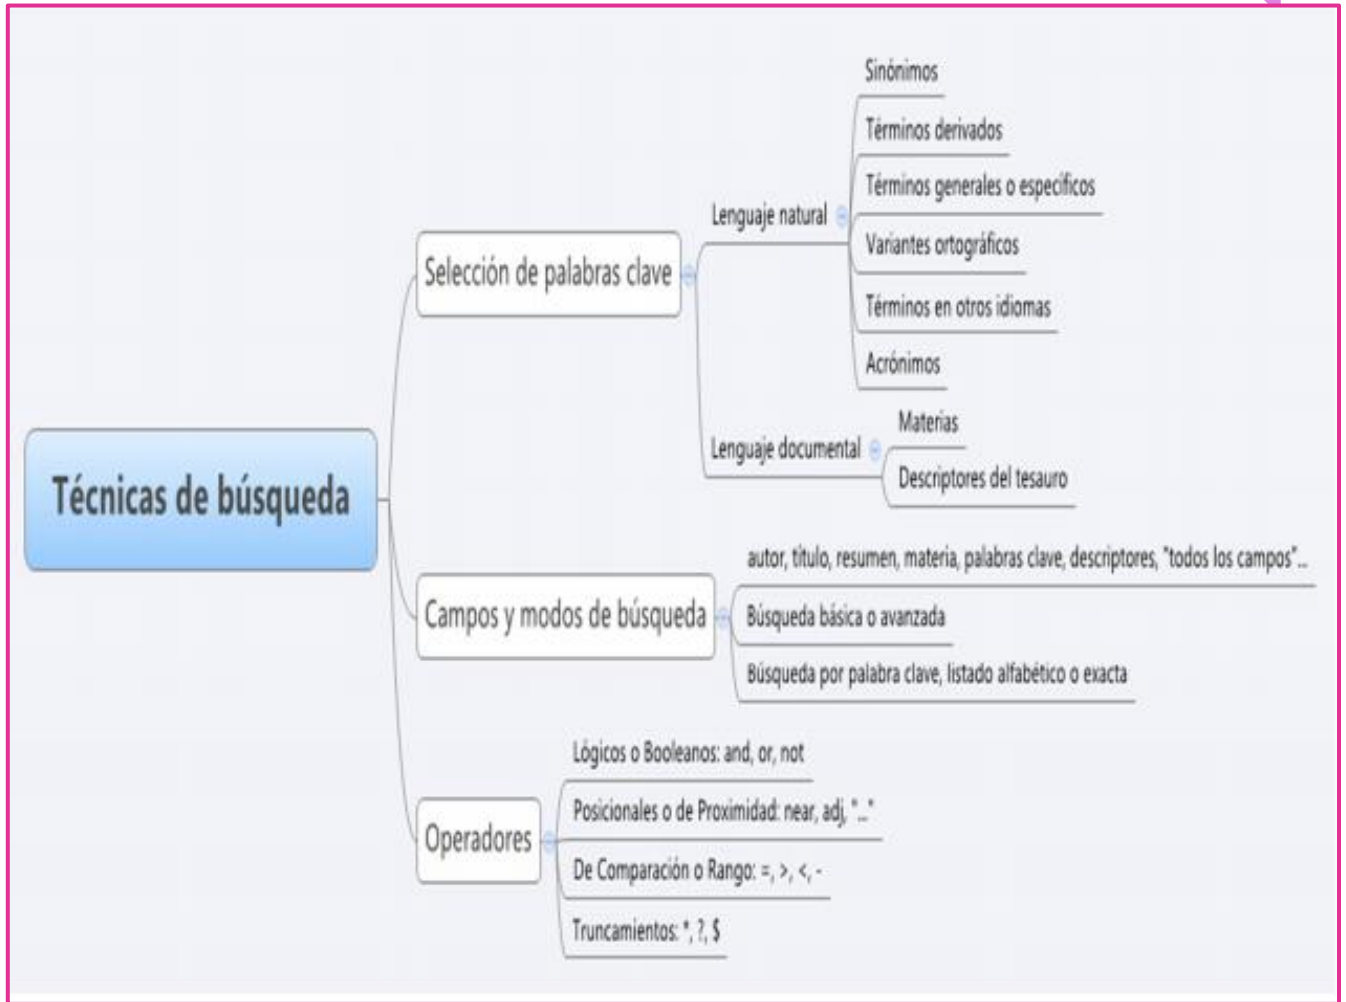 Técnicas de búsqueda
Selección de palabras clave
Lenguaje natural
Sinónimos
Términos derivados
Términos generales o específicos
Variantes ortográficos
Términos en otros idiomas
Acrónimos
Lenguaje documental
Materias
Descriptores del tesauro
Campos y modos de búsqueda
autor, título, resumen, materia, palabras clave, descriptores, "todos los campos"...
Búsqueda básica o avanzada
Búsqueda por palabra clave, listado alfabético o exacta
Operadores
Lógicos o Booleanos: and, or, not
Posicionales o de Proximidad: near, adj, "..."
De Comparación o Rango: =, >, <, -
Truncamientos: *, ?, $